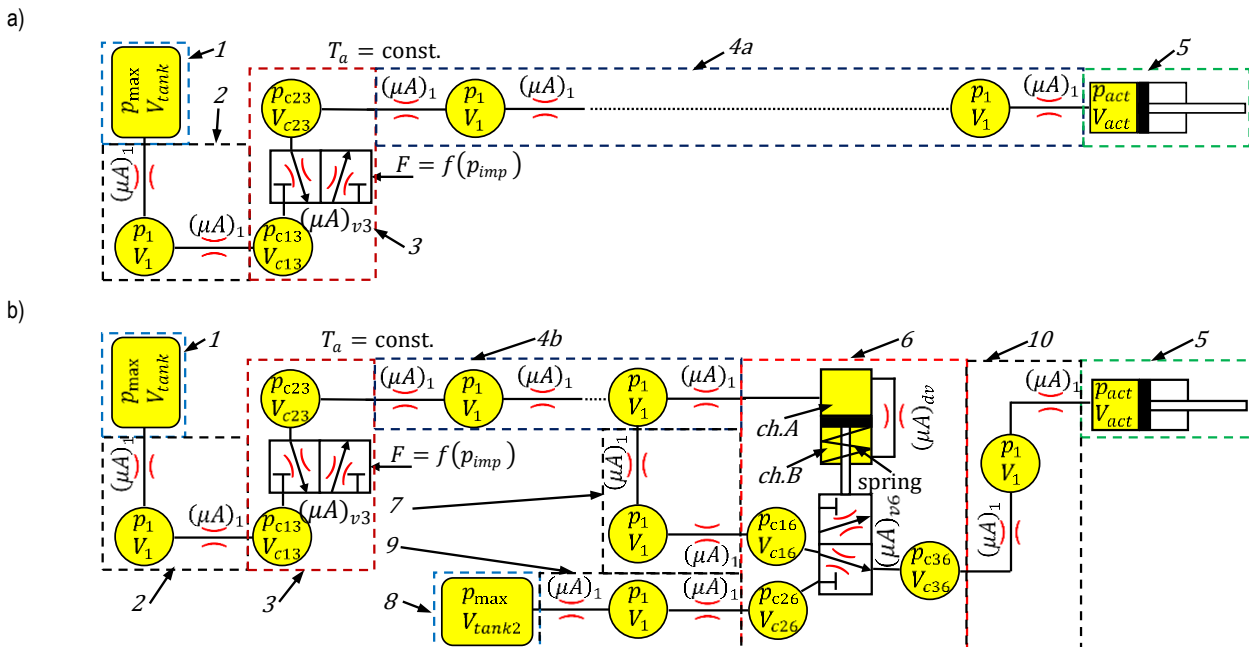 a)
1
T_a = const.
4a
5
p_max
V_tank
2
p_c23
V_c23
(μA)_1
p_1
V_1
(μA)_1
p_1
V_1
(μA)_1
p_act
V_act
(μA)_1
F = f(p_imp)
(μA)_v3
3
p_1
V_1
(μA)_1
p_c13
V_c13
b)
1
T_a = const.
4b
6
10
5
p_max
V_tank
p_c23
V_c23
(μA)_1
p_1
V_1
(μA)_1
p_1
V_1
(μA)_1
ch.A
(μA)_dv
(μA)_1
p_act
V_act
(μA)_1
F = f(p_imp)
(μA)_v3
(μA)_1
ch.B
spring
p_1
V_1
7
p_1
V_1
(μA)_1
p_c13
V_c13
p_1
V_1
(μA)_1
p_c16
V_c16
(μA)_v6
(μA)_1
9
p_c36
V_c36
2
3
8
p_max
V_tank2
(μA)_1
p_1
V_1
(μA)_1
p_c26
V_c26